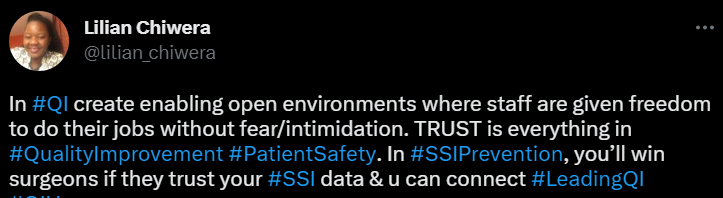 Lilian Chiwera
@lilian_chiwera
In #QI create enabling open environments where staff are given freedom
to do their jobs without fear/intimidation. TRUST is everything in
#QualityImprovement #PatientSafety. In #SSIPrevention, you’ll win
surgeons if they trust your #SSI data & u can connect #LeadingQI